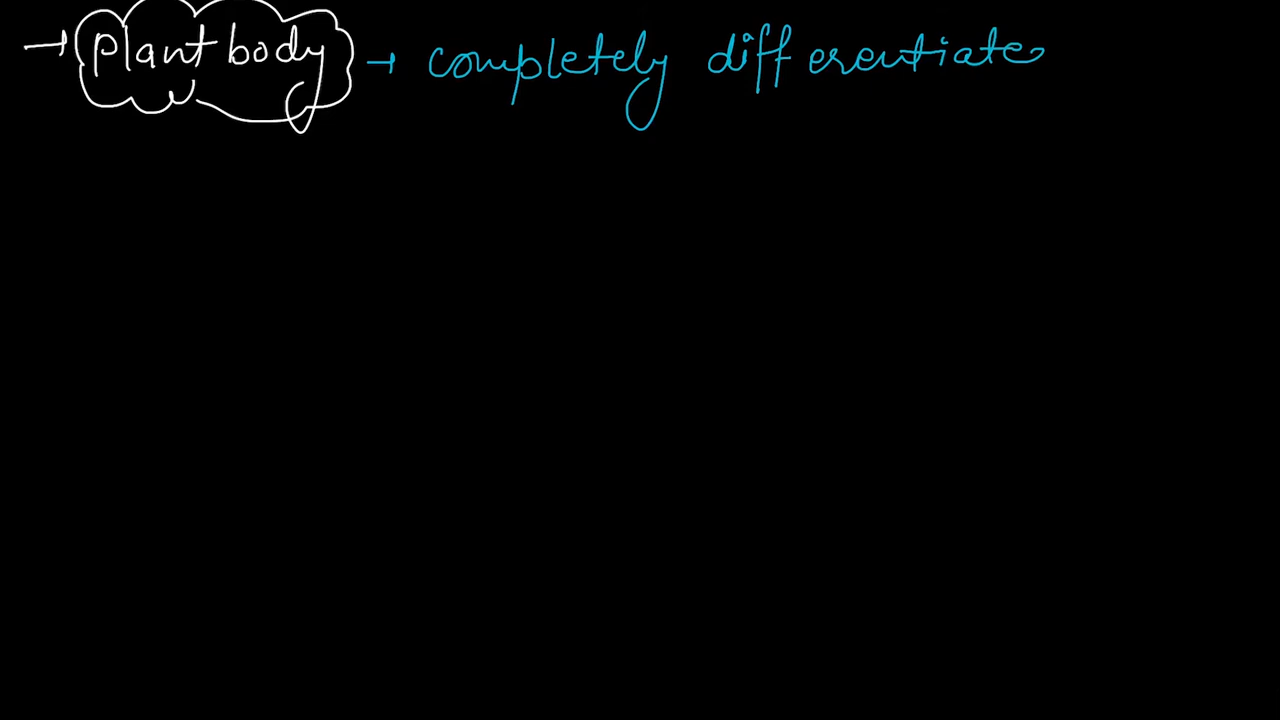 → plant body → completely differentiate